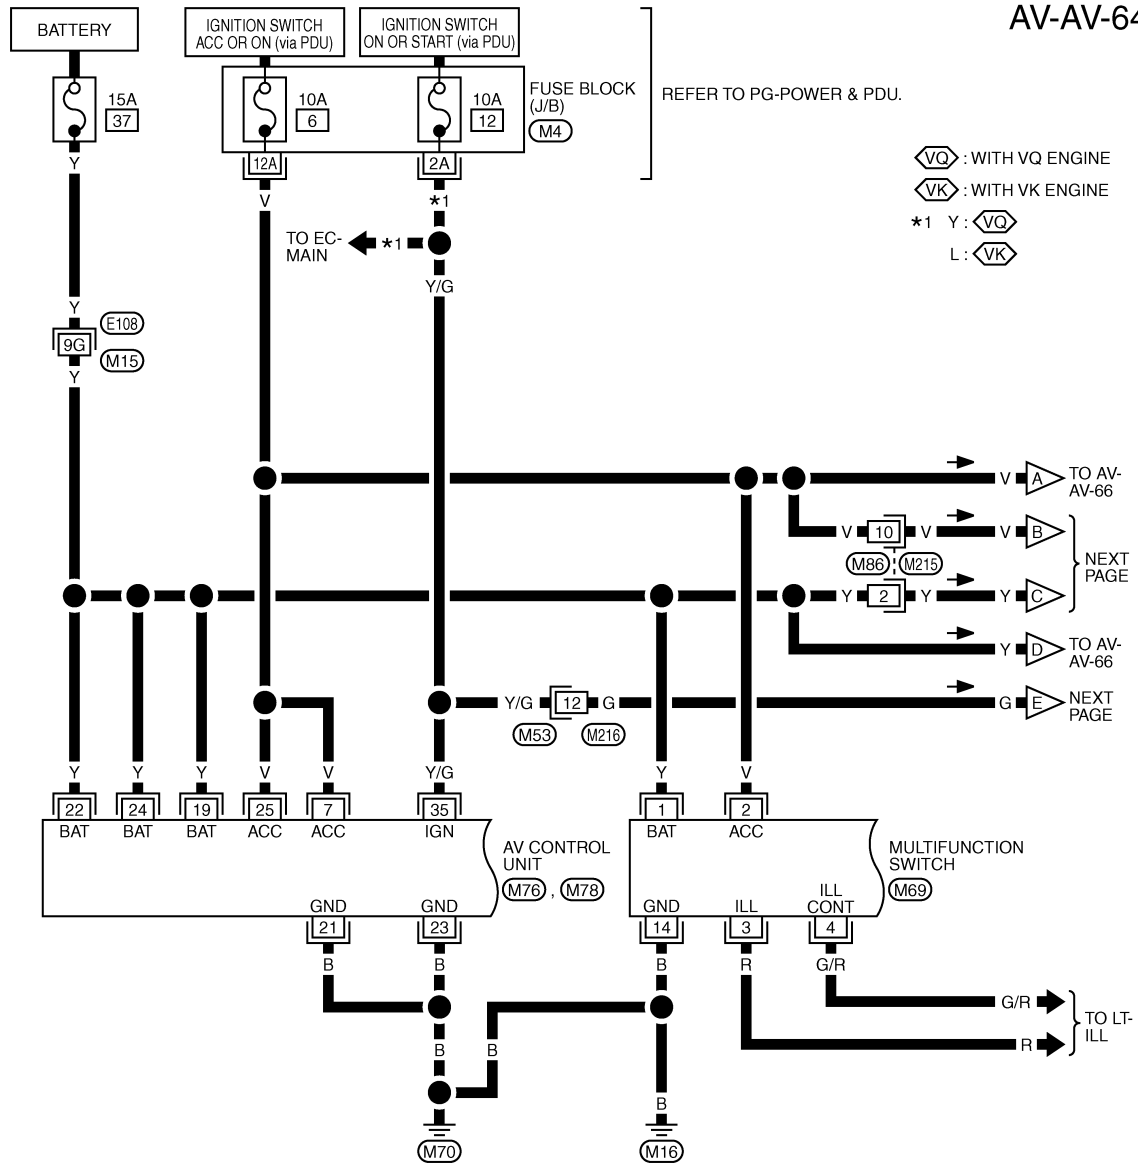 AV-AV-64
BATTERY
IGNITION SWITCH
ACC OR ON (via PDU)
IGNITION SWITCH
ON OR START (via PDU)
15A
37
10A
6
10A
12
FUSE BLOCK
(J/B)
M4
REFER TO PG-POWER & PDU.
12A
2A
VQ : WITH VQ ENGINE
VK : WITH VK ENGINE
*1 Y : VQ
L : VK
Y
V
*1
TO EC-
MAIN
*1
Y/G
Y
E108
9G
M15
Y
V
A
TO AV-
AV-66
V
10
V
V
B
M86
M215
NEXT
PAGE
Y
2
Y
Y
C
Y
D
TO AV-
AV-66
Y/G
12
G
G
E
NEXT
PAGE
M53
M216
Y
Y
Y
V
V
Y/G
Y
V
22
24
19
25
7
35
1
2
BAT
BAT
BAT
ACC
ACC
IGN
BAT
ACC
AV CONTROL
UNIT
M76 , M78
MULTIFUNCTION
SWITCH
M69
GND
GND
GND
ILL
ILL
CONT
21
23
14
3
4
B
B
B
R
G/R
G/R
R
TO LT-
ILL
B
B
B
M70
M16